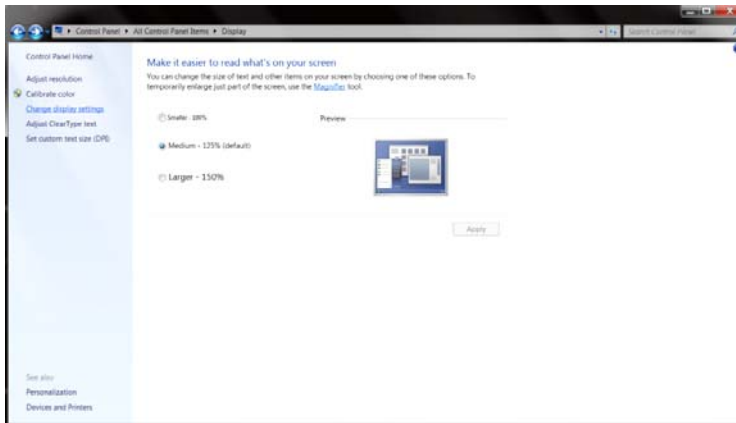 Control Panel ▸ All Control Panel Items ▸ Display
Search Control Panel
Control Panel Home
Adjust resolution
Calibrate color
Change display settings
Adjust ClearType text
Set custom text size (DPI)
Make it easier to read what's on your screen
You can change the size of text and other items on your screen by choosing one of these options. To
temporarily enlarge just part of the screen, use the Magnifier tool.
Smaller - 100%
Preview
Medium - 125% (default)
Larger - 150%
Apply
See also
Personalization
Devices and Printers